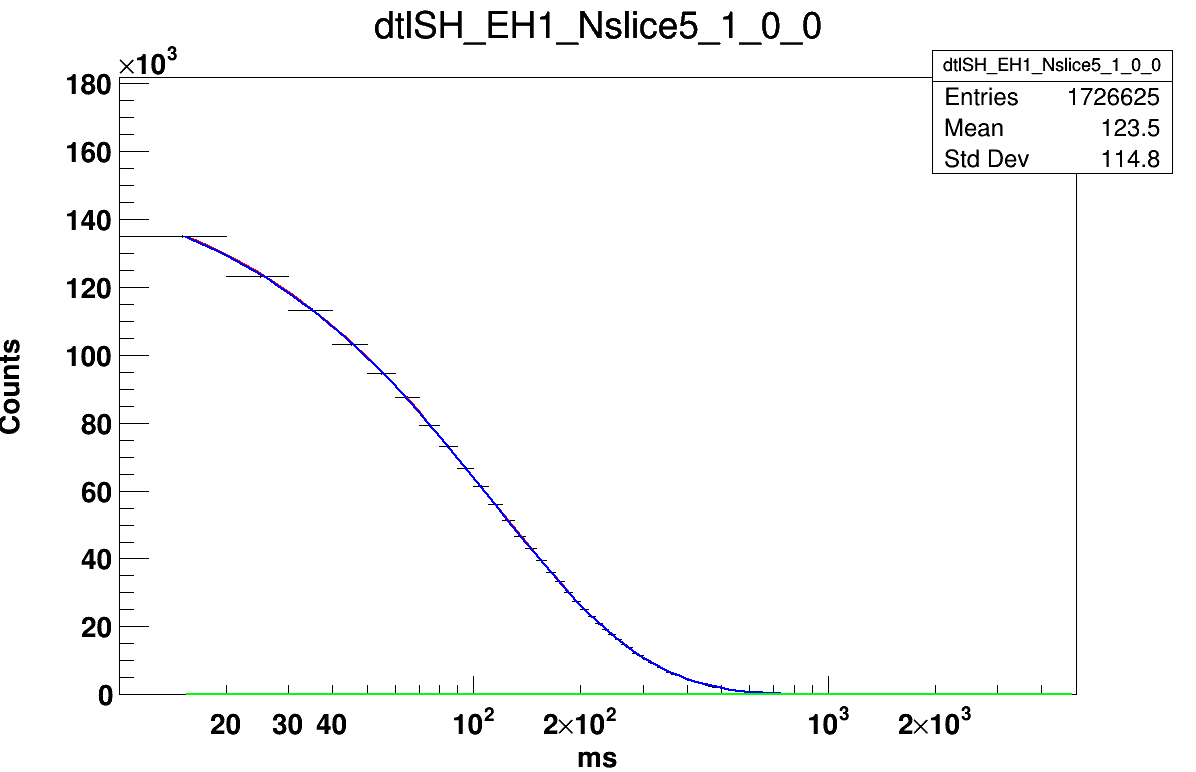 dtlSH_EH1_Nslice5_1_0_0
×10³
dtlSH_EH1_Nslice5_1_0_0
Entries 1726625
Mean 123.5
Std Dev 114.8
180
160
140
120
100
80
60
40
20
0
Counts
20 30 40 10² 2×10² 10³ 2×10³
ms